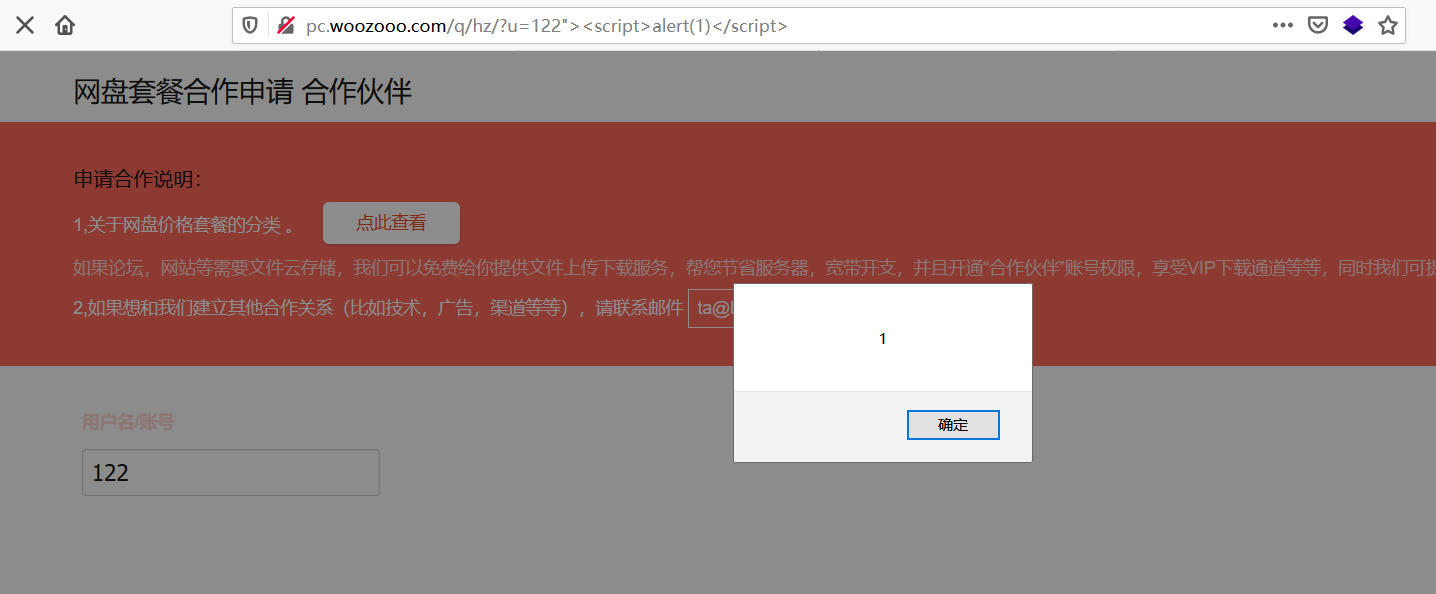 pc.woozooo.com/q/hz/?u=122"><script>alert(1)</script>
网盘套餐合作申请 合作伙伴
申请合作说明：
1,关于网盘价格套餐的分类 。 点此查看
如果论坛，网站等需要文件云存储，我们可以免费给你提供文件上传下载服务，帮您节省服务器，宽带开支，并且开通“合作伙伴”账号权限，享受VIP下载通道等等，同时我们可提
2,如果想和我们建立其他合作关系（比如技术，广告，渠道等等），请联系邮件 ta@
1
确定
用户名/账号
122